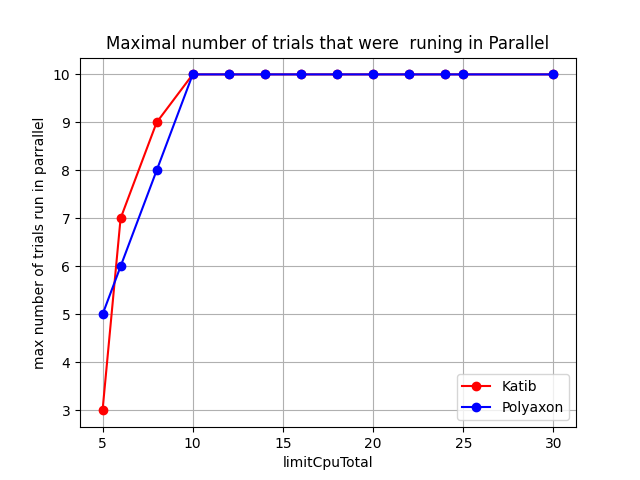 Maximal number of trials that were  runing in Parallel
max number of trials run in parrallel
10
9
8
7
6
5
4
3
5
10
15
20
25
30
limitCpuTotal
Katib
Polyaxon